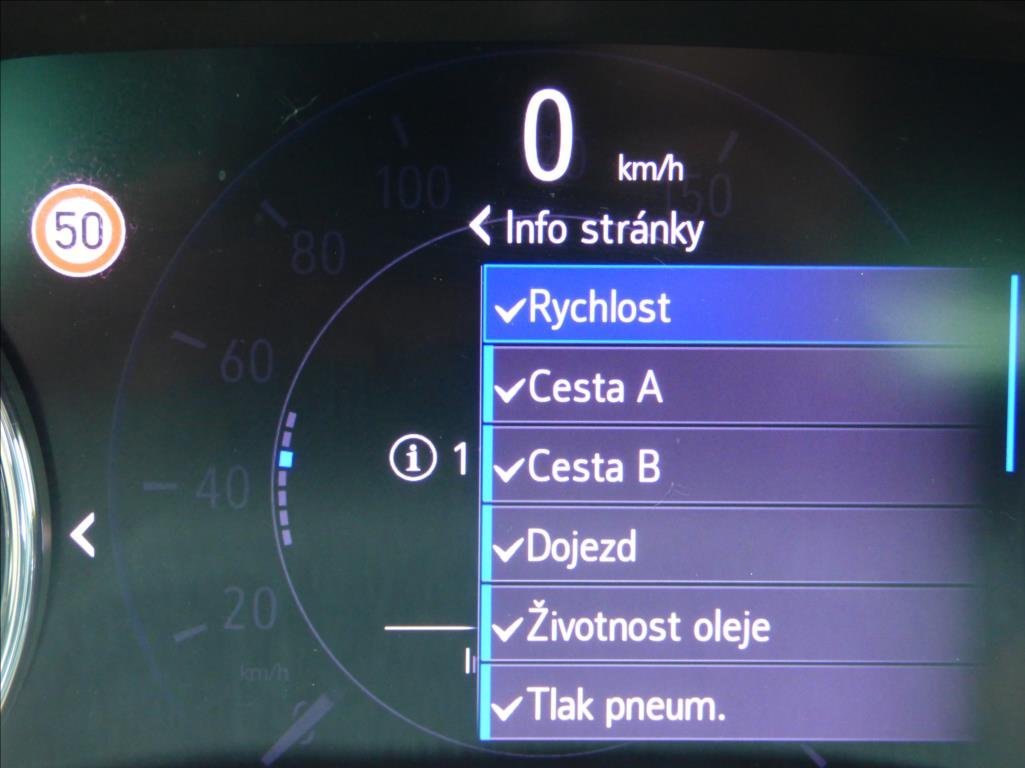 0 km/h
50
Info stránky
100
150
80
60
40
20
km/h
0
i 1
Rychlost
Cesta A
Cesta B
Dojezd
Životnost oleje
Tlak pneum.